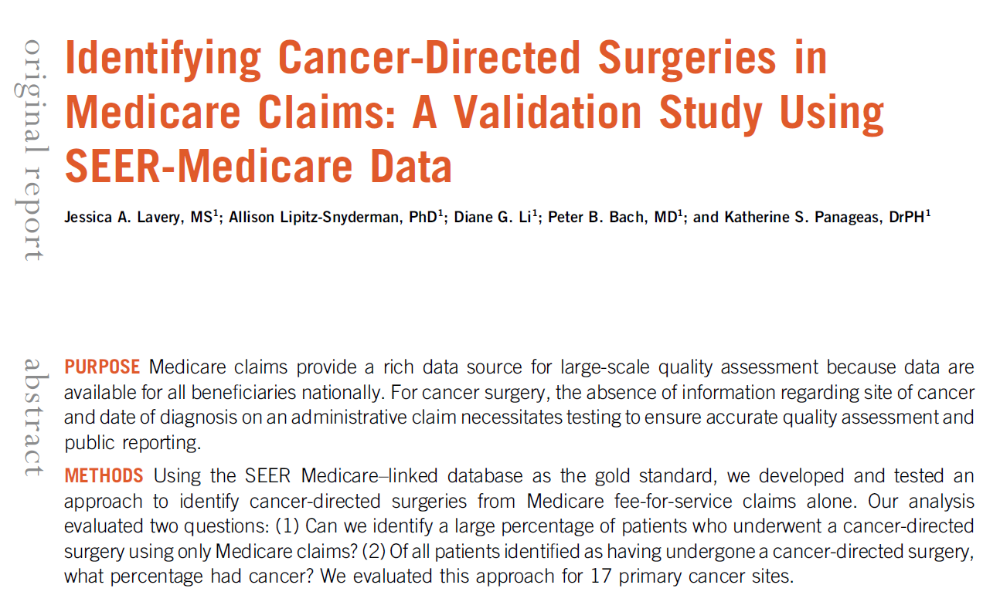 original report
Identifying Cancer-Directed Surgeries in
Medicare Claims: A Validation Study Using
SEER-Medicare Data
Jessica A. Lavery, MS¹; Allison Lipitz-Snyderman, PhD¹; Diane G. Li¹; Peter B. Bach, MD¹; and Katherine S. Panageas, DrPH¹
abstract
PURPOSE Medicare claims provide a rich data source for large-scale quality assessment because data are
available for all beneficiaries nationally. For cancer surgery, the absence of information regarding site of cancer
and date of diagnosis on an administrative claim necessitates testing to ensure accurate quality assessment and
public reporting.
METHODS Using the SEER Medicare–linked database as the gold standard, we developed and tested an
approach to identify cancer-directed surgeries from Medicare fee-for-service claims alone. Our analysis
evaluated two questions: (1) Can we identify a large percentage of patients who underwent a cancer-directed
surgery using only Medicare claims? (2) Of all patients identified as having undergone a cancer-directed surgery,
what percentage had cancer? We evaluated this approach for 17 primary cancer sites.